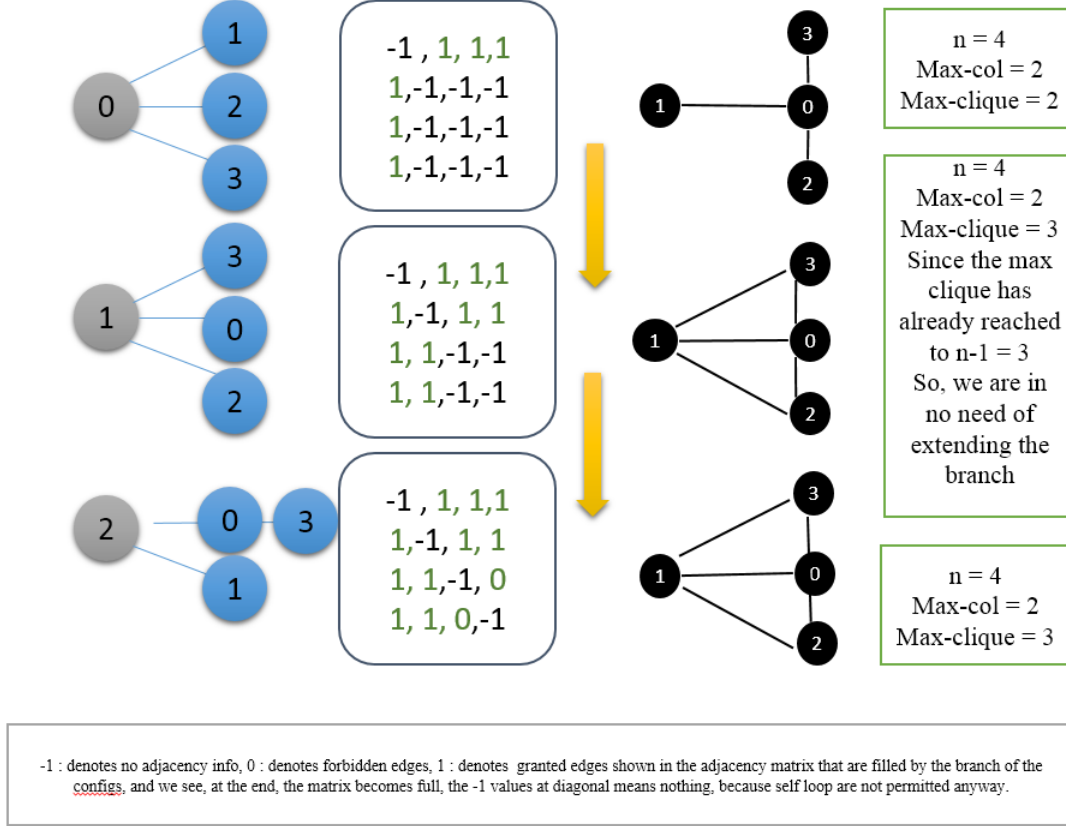 0
1
2
3
-1 , 1, 1,1
1,-1,-1,-1
1,-1,-1,-1
1,-1,-1,-1
3
1
0
2
n = 4
Max-col = 2
Max-clique = 2
1
3
0
2
-1 , 1, 1,1
1,-1, 1, 1
1, 1,-1,-1
1, 1,-1,-1
3
1
0
2
n = 4
Max-col = 2
Max-clique = 3
Since the max
clique has
already reached
to n-1 = 3
So, we are in
no need of
extending the
branch
2
0
3
1
-1 , 1, 1,1
1,-1, 1, 1
1, 1,-1, 0
1, 1, 0,-1
3
1
0
2
n = 4
Max-col = 2
Max-clique = 3
-1 : denotes no adjacency info, 0 : denotes forbidden edges, 1 : denotes granted edges shown in the adjacency matrix that are filled by the branch of the
configs, and we see, at the end, the matrix becomes full, the -1 values at diagonal means nothing, because self loop are not permitted anyway.